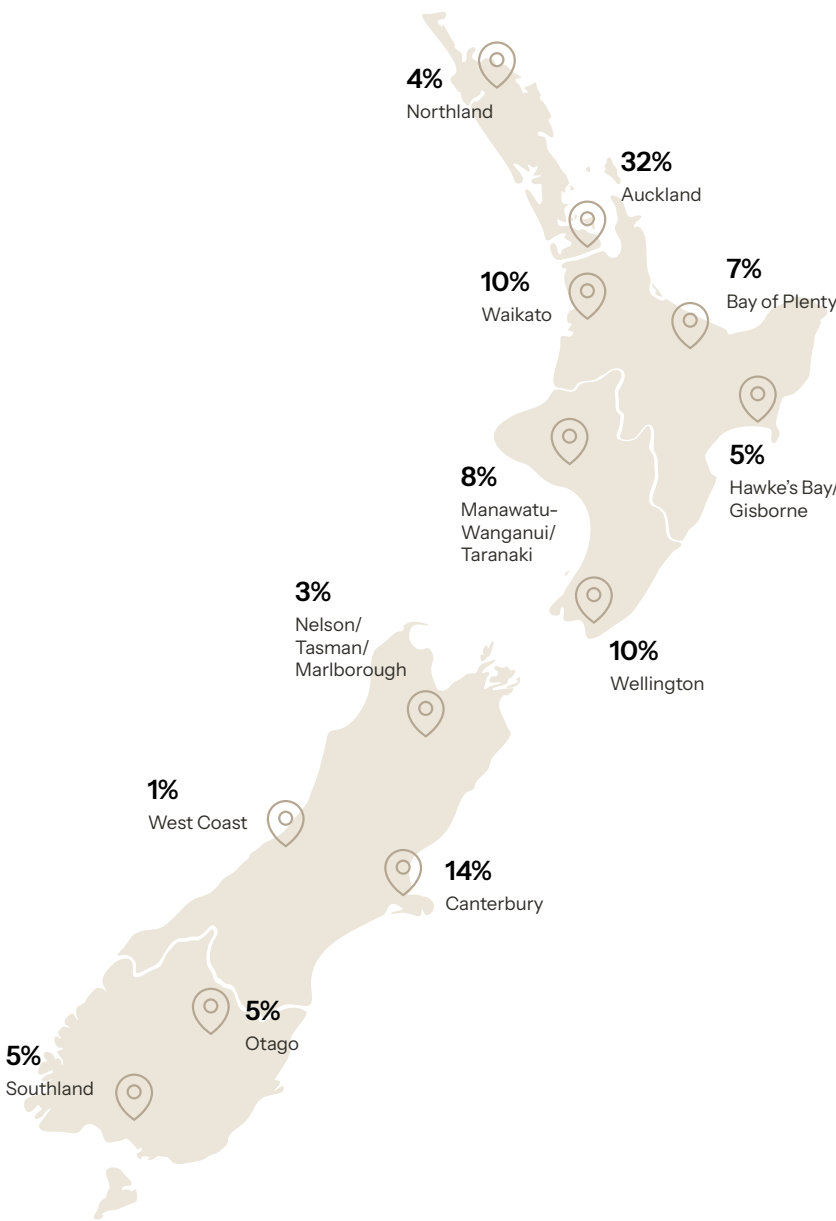 4%
Northland
32%
Auckland
10%
Waikato
7%
Bay of Plenty
5%
Hawke's Bay/
Gisborne
8%
Manawatu-
Wanganui/
Taranaki
10%
Wellington
3%
Nelson/
Tasman/
Marlborough
1%
West Coast
14%
Canterbury
5%
Otago
5%
Southland